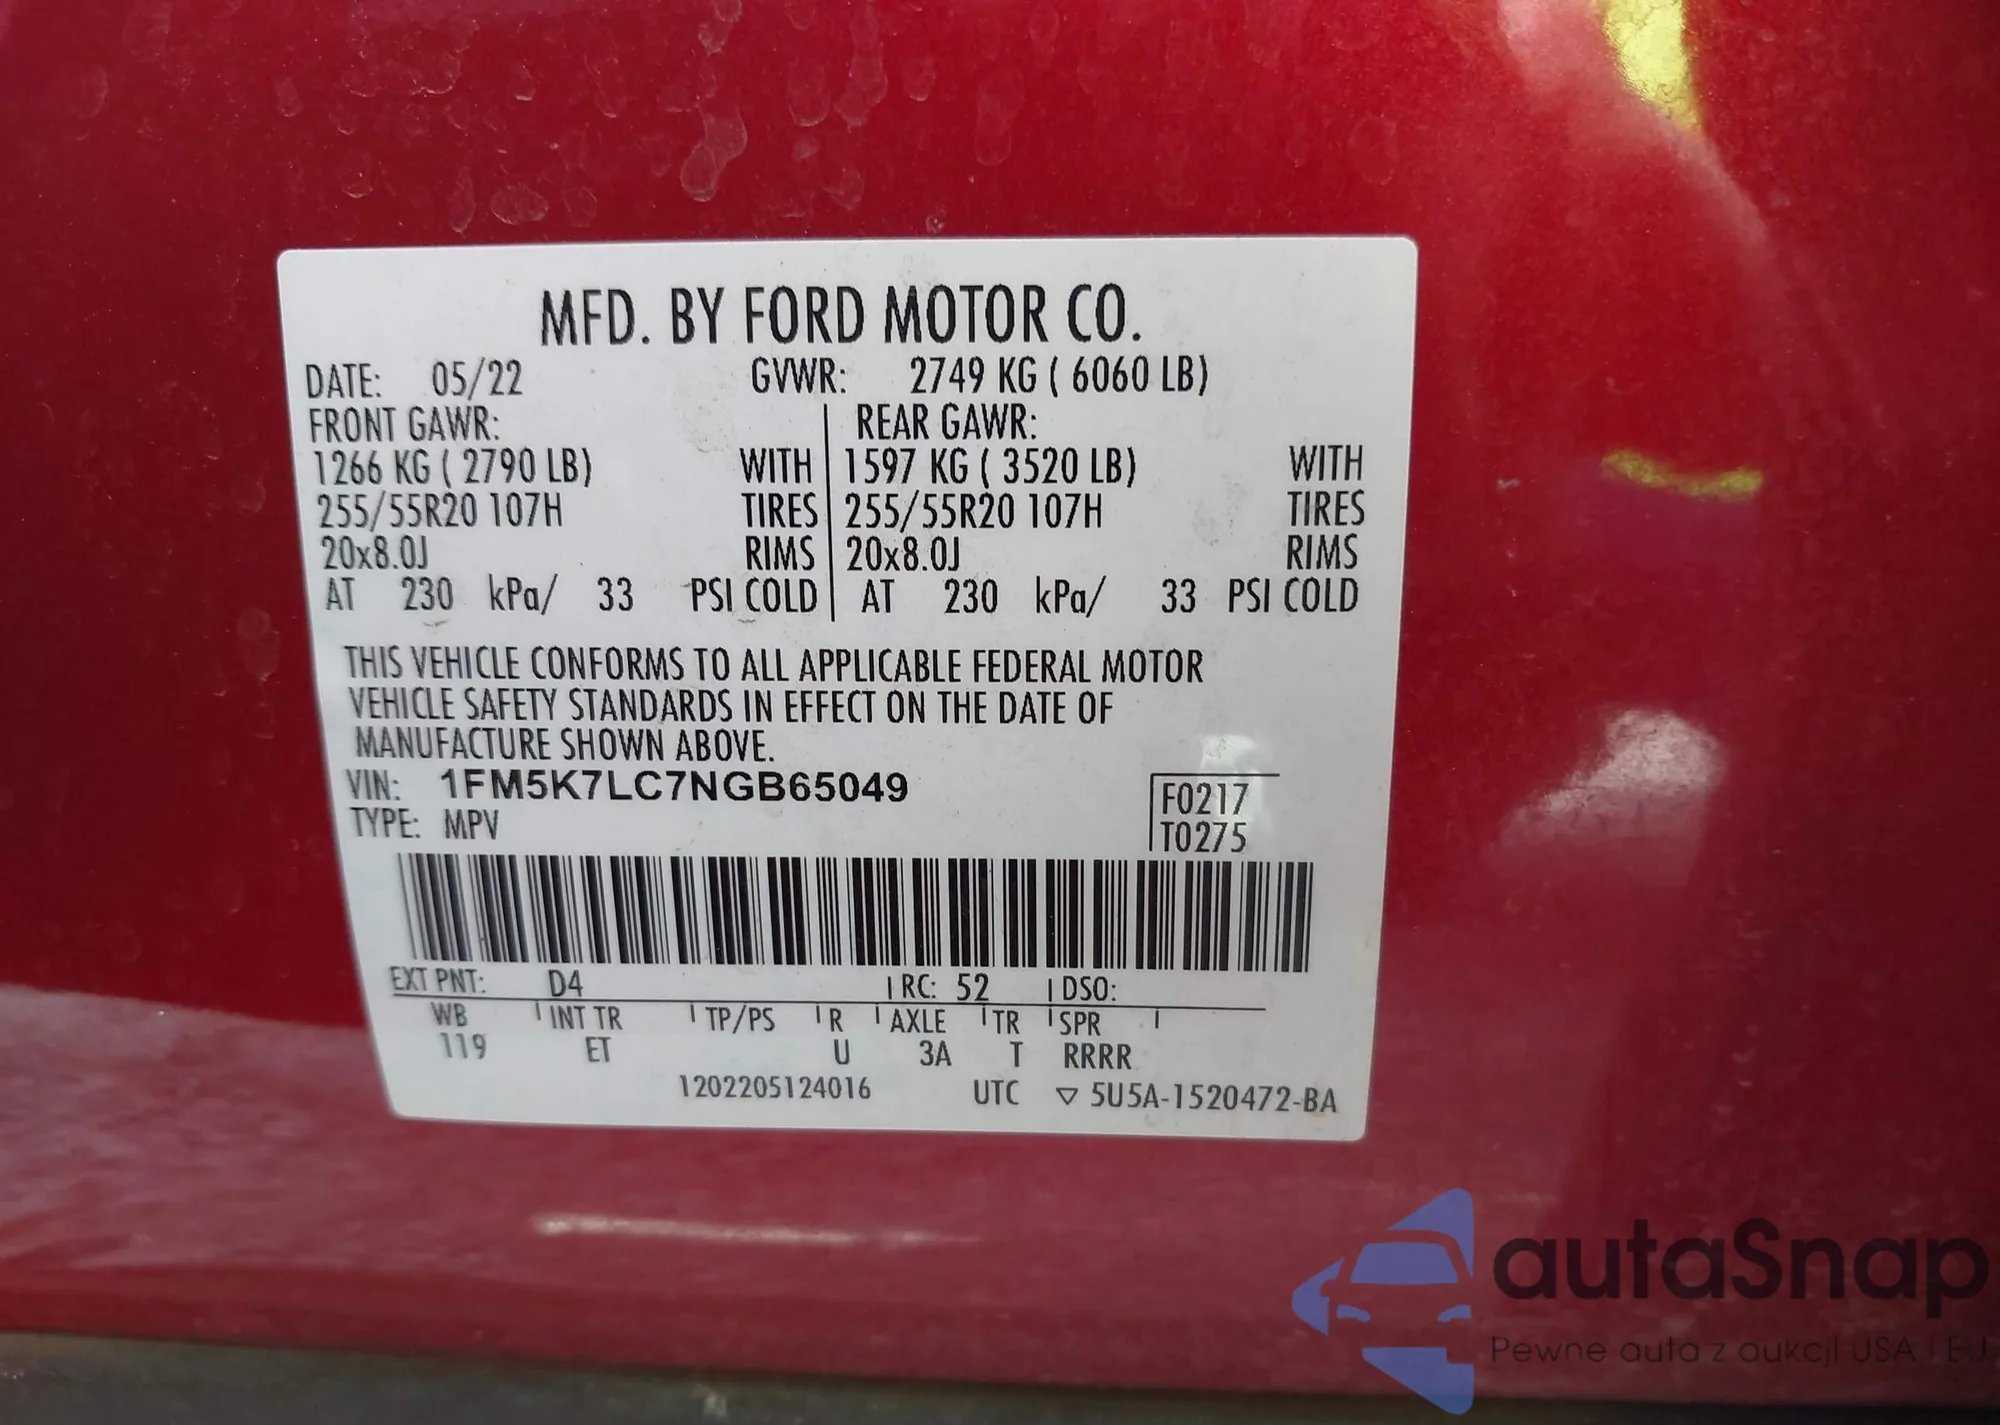 MFD. BY FORD MOTOR CO.
DATE: 05/22 GVWR: 2749 KG ( 6060 LB)
FRONT GAWR: REAR GAWR:
1266 KG ( 2790 LB) WITH 1597 KG ( 3520 LB) WITH
255/55R20 107H TIRES 255/55R20 107H TIRES
20x8.0J RIMS 20x8.0J RIMS
AT 230 kPa/ 33 PSI COLD AT 230 kPa/ 33 PSI COLD
THIS VEHICLE CONFORMS TO ALL APPLICABLE FEDERAL MOTOR
VEHICLE SAFETY STANDARDS IN EFFECT ON THE DATE OF
MANUFACTURE SHOWN ABOVE.
VIN: 1FM5K7LC7NGB65049
TYPE: MPV
F0217
T0275
EXT PNT: D4 RC: 52 DSO:
WB INT TR TP/PS R AXLE TR SPR
119 ET U 3A T RRRR
1202205124016 UTC ▽ 5U5A-1520472-BA
autaSnap
Pewne auta z aukcji USA i EU